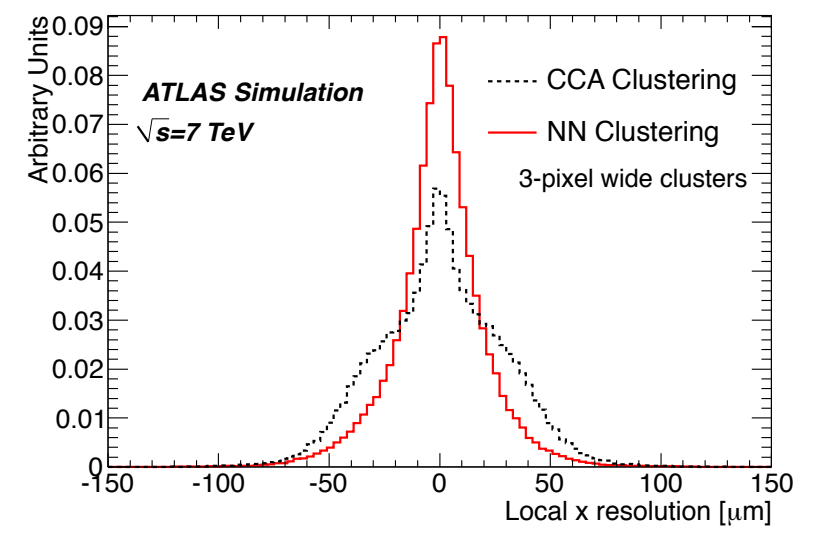 Arbitrary Units
0.09
0.08
0.07
0.06
0.05
0.04
0.03
0.02
0.01
0
ATLAS Simulation
√s=7 TeV
CCA Clustering
NN Clustering
3-pixel wide clusters
-150 -100 -50 0 50 100 150
Local x resolution [μm]